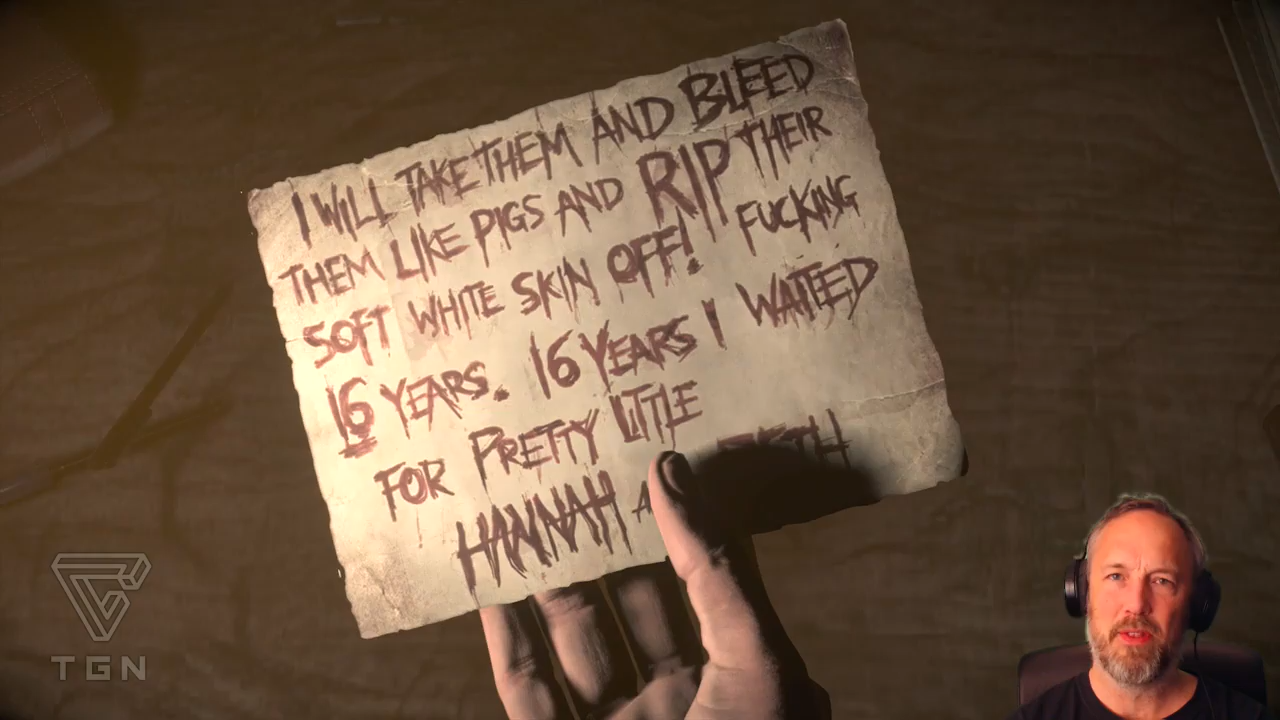 I WILL TAKE THEM AND BLEED
THEM LIKE PIGS AND RIP THEIR
SOFT WHITE SKIN OFF! FUCKING
16 YEARS. 16 YEARS I WAITED
FOR PRETTY LITTLE
HANNAH
TGN